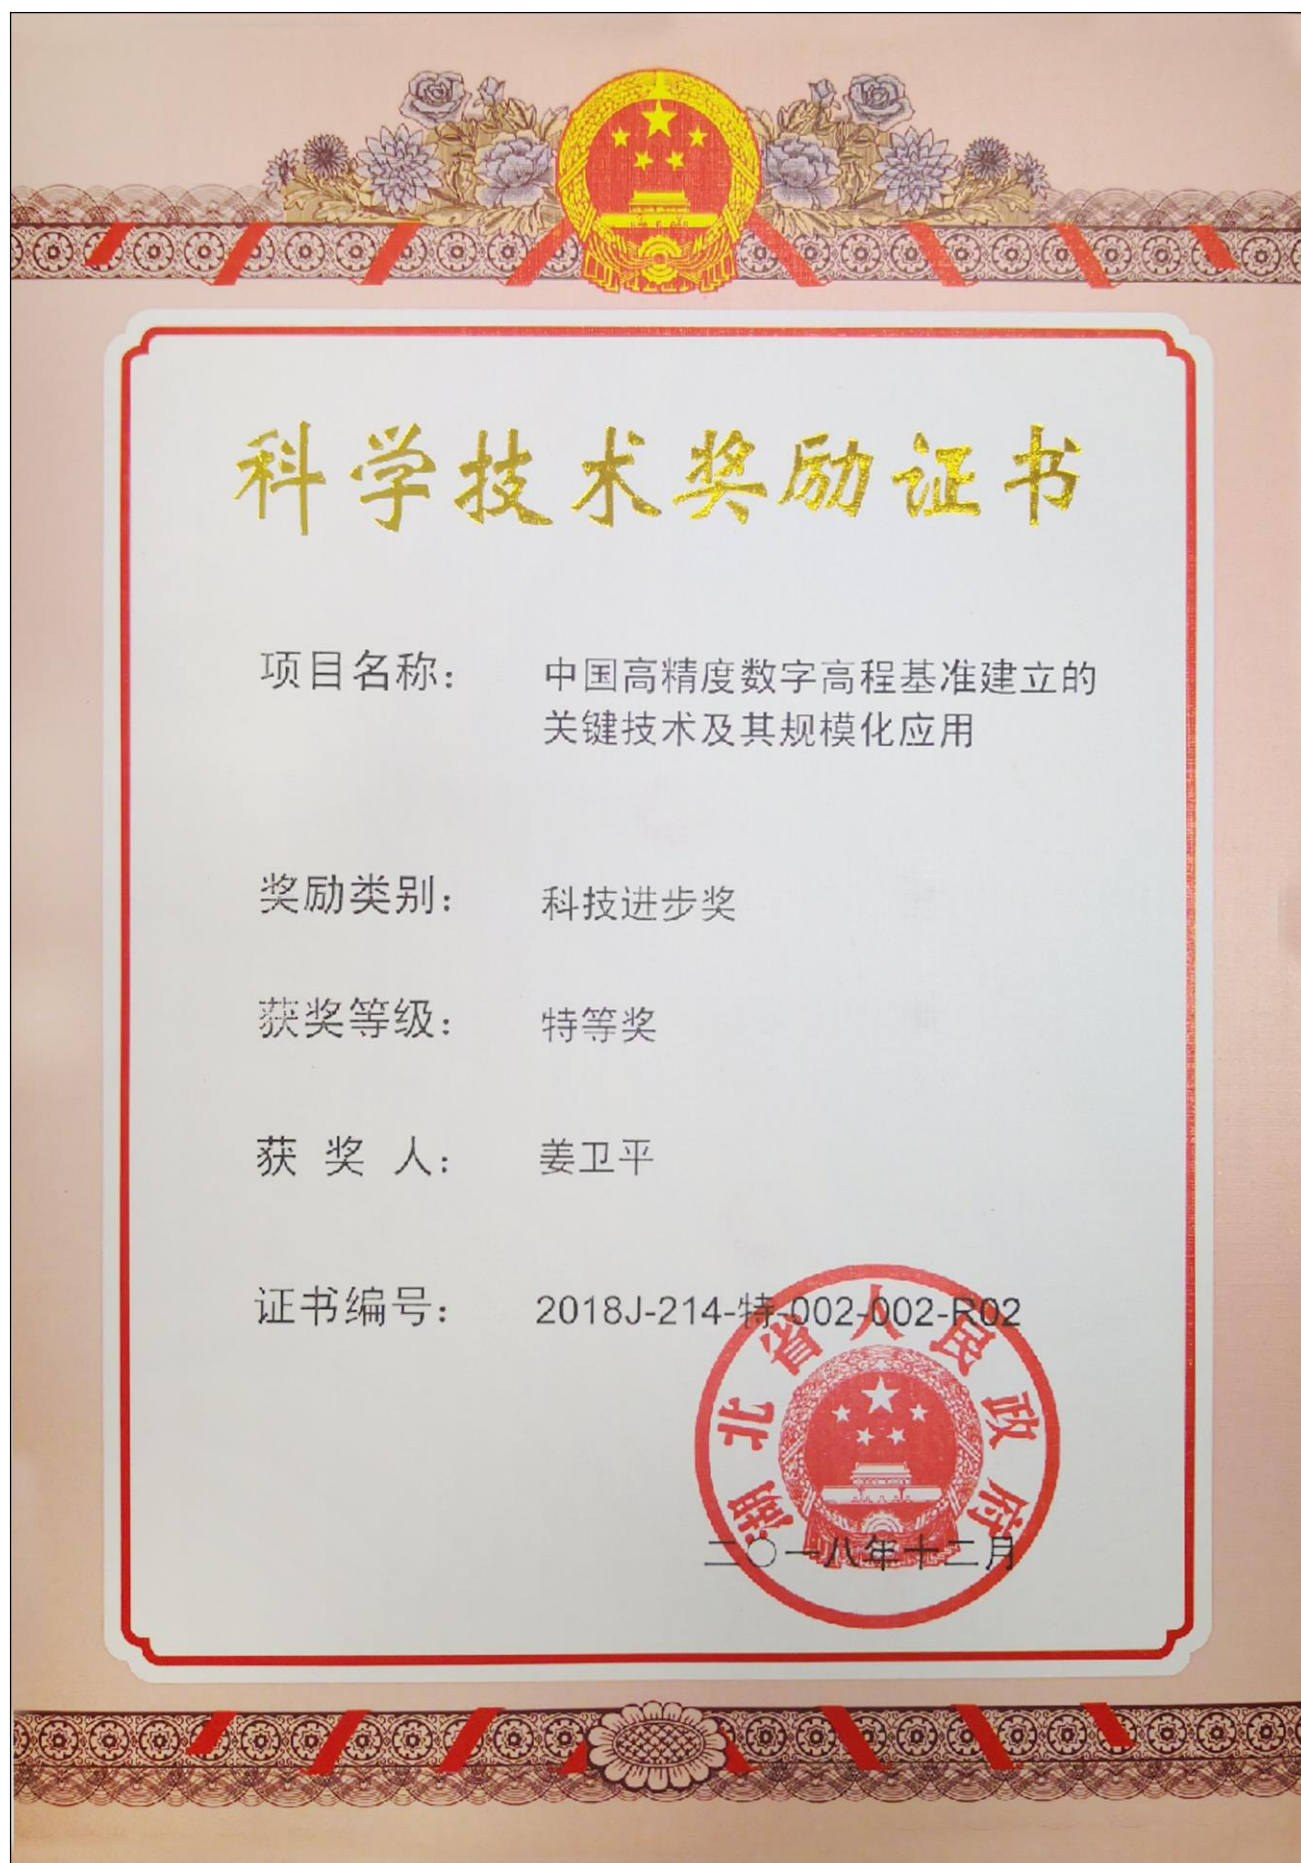 科学技术奖励证书
项目名称： 中国高精度数字高程基准建立的
关键技术及其规模化应用
奖励类别： 科技进步奖
获奖等级： 特等奖
获奖人： 姜卫平
证书编号： 2018J-214-特-002-002-R02
湖北省人民政府
二〇一八年十二月